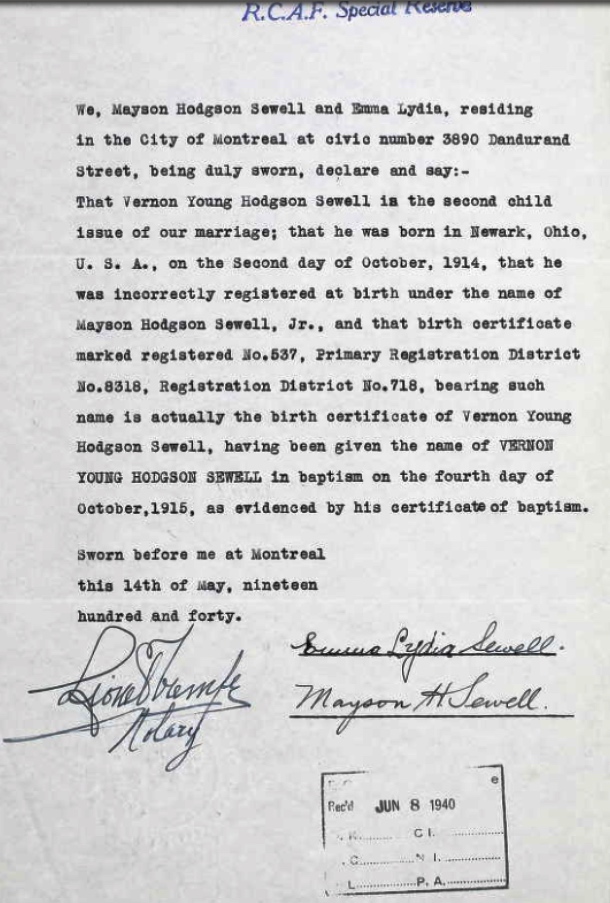 R.C.A.F. Special Reserve
We, Mayson Hodgson Sewell and Emma Lydia, residing
in the City of Montreal at civic number 3890 Dandurand
Street, being duly sworn, declare and say:-
That Vernon Young Hodgson Sewell is the second child
issue of our marriage; that he was born in Newark, Ohio,
U. S. A., on the Second day of October, 1914, that he
was incorrectly registered at birth under the name of
Mayson Hodgson Sewell, Jr., and that birth certificate
marked registered No.537, Primary Registration District
No.8318, Registration District No.718, bearing such
name is actually the birth certificate of Vernon Young
Hodgson Sewell, having been given the name of VERNON
YOUNG HODGSON SEWELL in baptism on the fourth day of
October,1915, as evidenced by his certificate of baptism.
Sworn before me at Montreal
this 14th of May, nineteen
hundred and forty.
Emma Lydia Sewell.
Mayson H Sewell.
Notary
Rec'd JUN 8 1940
C I.
C. N I.
L. P. A.